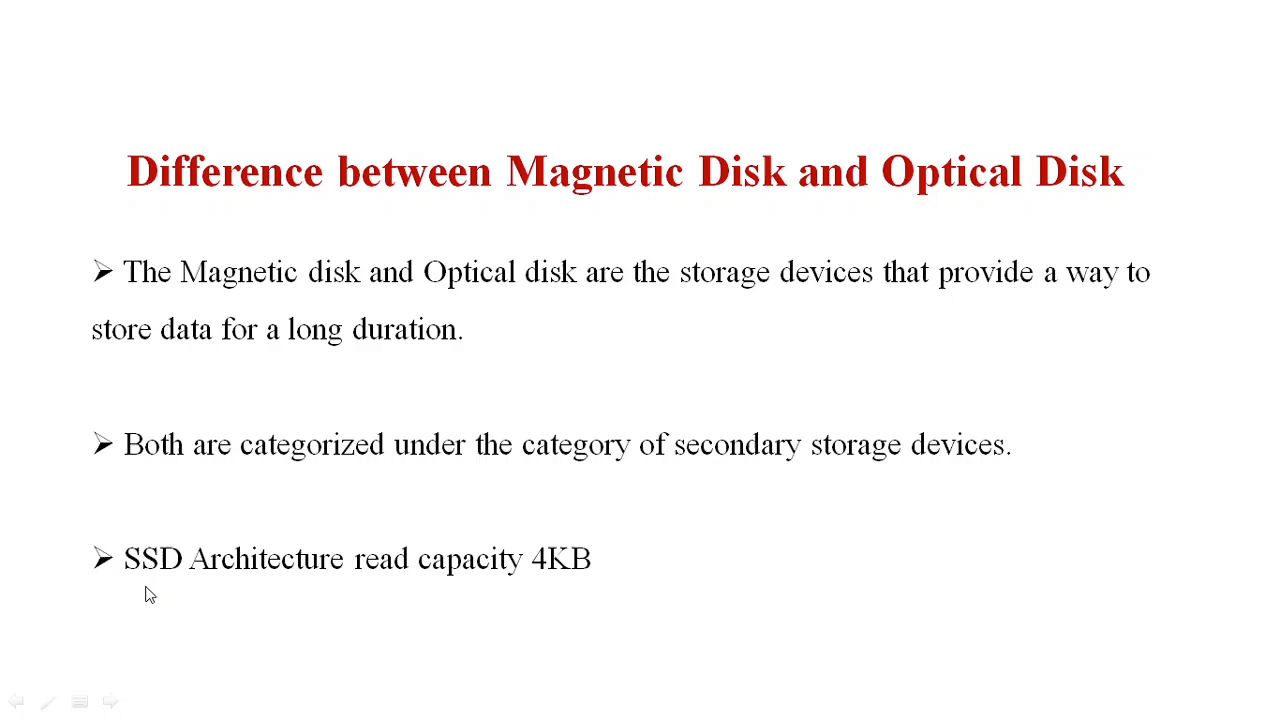 Difference between Magnetic Disk and Optical Disk
➢ The Magnetic disk and Optical disk are the storage devices that provide a way to
store data for a long duration.
➢ Both are categorized under the category of secondary storage devices.
➢ SSD Architecture read capacity 4KB